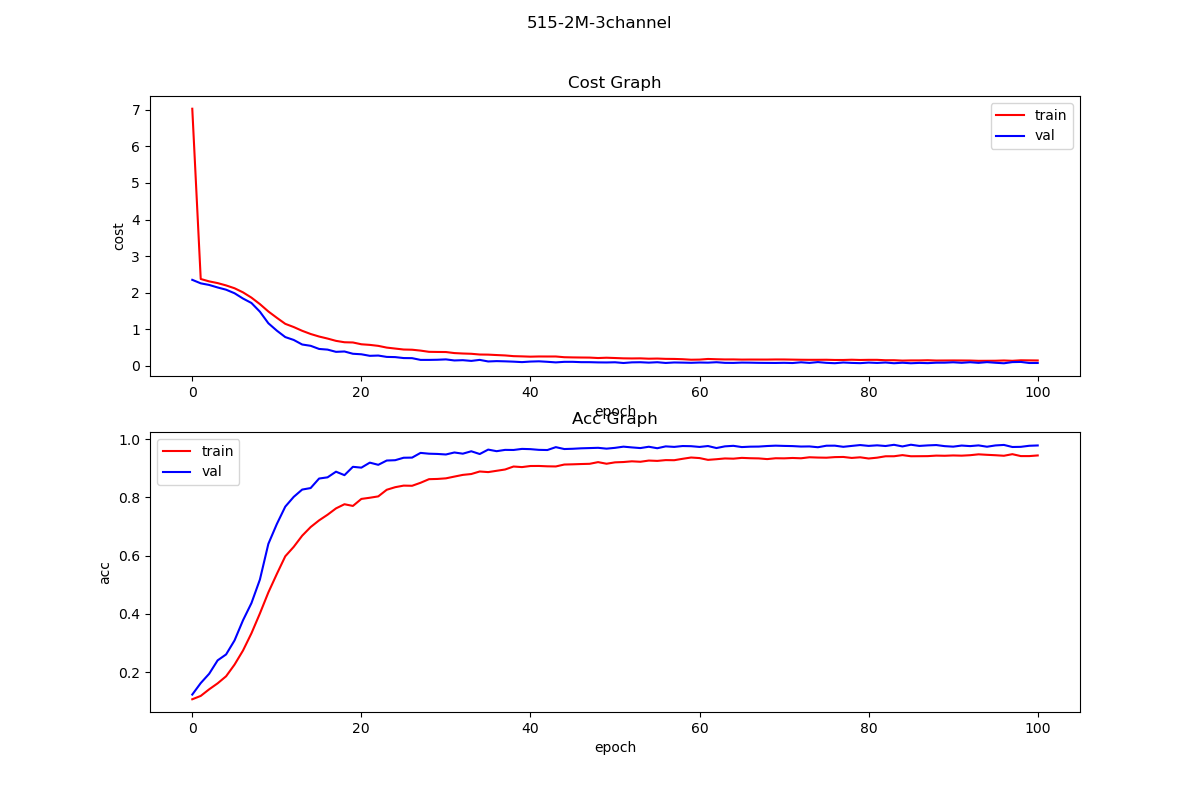 515-2M-3channel
Cost Graph
7
6
5
4
3
2
1
0
cost
train
val
0 20 40 60 80 100
epoch
Acc Graph
1.0
0.8
0.6
0.4
0.2
acc
train
val
0 20 40 60 80 100
epoch